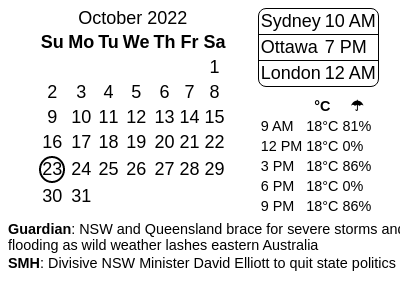 October 2022
Su Mo Tu We Th Fr Sa
1
2 3 4 5 6 7 8
9 10 11 12 13 14 15
16 17 18 19 20 21 22
23 24 25 26 27 28 29
30 31
Sydney 10 AM
Ottawa 7 PM
London 12 AM
°C ☂
9 AM 18°C 81%
12 PM 18°C 0%
3 PM 18°C 86%
6 PM 18°C 0%
9 PM 18°C 86%
Guardian: NSW and Queensland brace for severe storms and
flooding as wild weather lashes eastern Australia
SMH: Divisive NSW Minister David Elliott to quit state politics